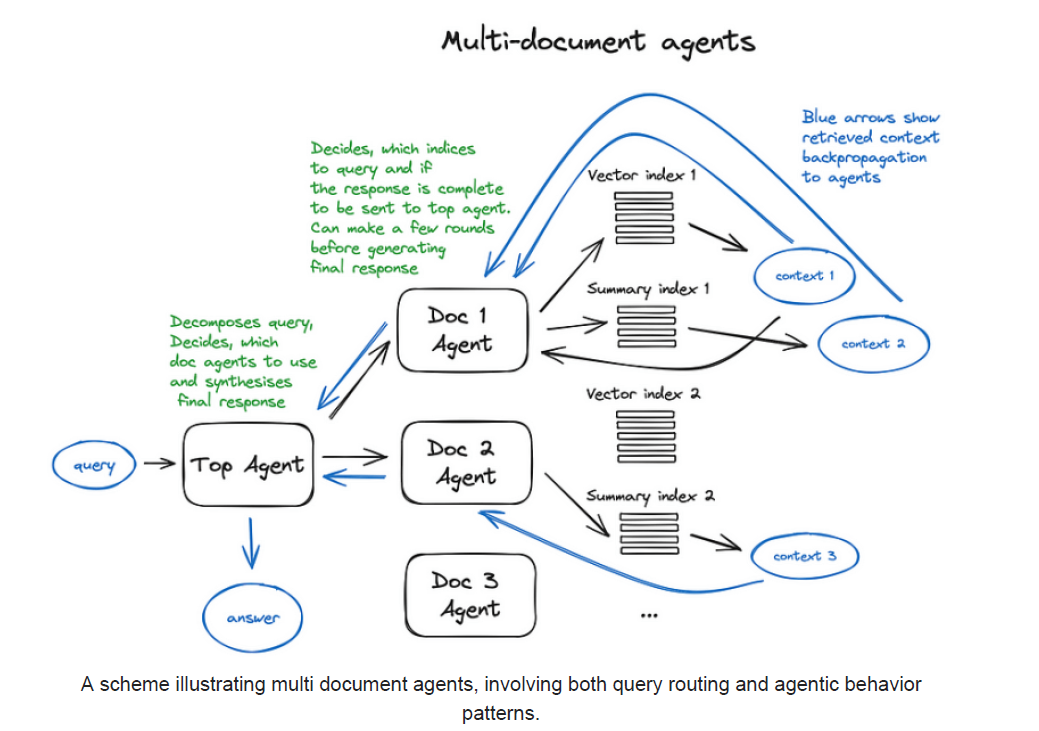 Multi-document agents
Blue arrows show
retrieved context
backpropagation
to agents
Decides, which indices
to query and if
the response is complete
to be sent to top agent.
Can make a few rounds
before generating
final response
Vector index 1
context 1
Summary index 1
Doc 1
Agent
context 2
Decomposes query,
Decides, which
doc agents to use
and synthesises
final response
Vector index 2
query
Top Agent
Doc 2
Agent
Summary index 2
context 3
Doc 3
Agent
answer
...
A scheme illustrating multi document agents, involving both query routing and agentic behavior
patterns.